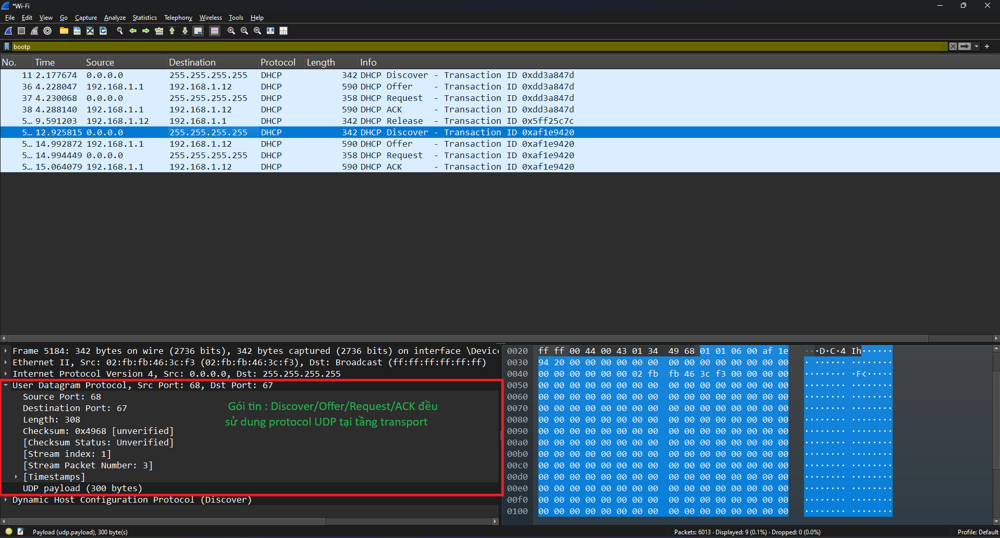 *Wi-Fi
File Edit View Go Capture Analyze Statistics Telephony Wireless Tools Help
bootp
No. Time Source Destination Protocol Length Info
11 2.177674 0.0.0.0 255.255.255.255 DHCP 342 DHCP Discover - Transaction ID 0xdd3a847d
36 4.228047 192.168.1.1 192.168.1.12 DHCP 590 DHCP Offer - Transaction ID 0xdd3a847d
37 4.230068 0.0.0.0 255.255.255.255 DHCP 358 DHCP Request - Transaction ID 0xdd3a847d
38 4.288140 192.168.1.1 192.168.1.12 DHCP 590 DHCP ACK - Transaction ID 0xdd3a847d
5… 9.591203 192.168.1.12 192.168.1.1 DHCP 342 DHCP Release - Transaction ID 0x5ff25c7c
5… 12.925815 0.0.0.0 255.255.255.255 DHCP 342 DHCP Discover - Transaction ID 0xaf1e9420
5… 14.992872 192.168.1.1 192.168.1.12 DHCP 590 DHCP Offer - Transaction ID 0xaf1e9420
5… 14.994449 0.0.0.0 255.255.255.255 DHCP 358 DHCP Request - Transaction ID 0xaf1e9420
5… 15.064079 192.168.1.1 192.168.1.12 DHCP 590 DHCP ACK - Transaction ID 0xaf1e9420
Frame 5184: 342 bytes on wire (2736 bits), 342 bytes captured (2736 bits) on interface \Device
Ethernet II, Src: 02:fb:fb:46:3c:f3 (02:fb:fb:46:3c:f3), Dst: Broadcast (ff:ff:ff:ff:ff:ff)
Internet Protocol Version 4, Src: 0.0.0.0, Dst: 255.255.255.255
User Datagram Protocol, Src Port: 68, Dst Port: 67
Source Port: 68
Destination Port: 67
Length: 308
Checksum: 0x4968 [unverified]
[Checksum Status: Unverified]
[Stream index: 1]
[Stream Packet Number: 3]
[Timestamps]
UDP payload (300 bytes)
Dynamic Host Configuration Protocol (Discover)
Gói tin : Discover/Offer/Request/ACK đều
sử dung protocol UDP tại tầng transport
0020 ff ff 00 44 00 43 01 34 49 68 01 01 06 00 af 1e ···D·C·4 Ih······
0030 94 20 00 00 00 00 00 00 00 00 00 00 00 00 00 00 · ······ ········
0040 00 00 00 00 00 00 02 fb fb 46 3c f3 00 00 00 00 ········ ·F<·····
0050 00 00 00 00 00 00 00 00 00 00 00 00 00 00 00 00 ········ ········
0060 00 00 00 00 00 00 00 00 00 00 00 00 00 00 00 00 ········ ········
0070 00 00 00 00 00 00 00 00 00 00 00 00 00 00 00 00 ········ ········
0080 00 00 00 00 00 00 00 00 00 00 00 00 00 00 00 00 ········ ········
0090 00 00 00 00 00 00 00 00 00 00 00 00 00 00 00 00 ········ ········
00a0 00 00 00 00 00 00 00 00 00 00 00 00 00 00 00 00 ········ ········
00b0 00 00 00 00 00 00 00 00 00 00 00 00 00 00 00 00 ········ ········
00c0 00 00 00 00 00 00 00 00 00 00 00 00 00 00 00 00 ········ ········
00d0 00 00 00 00 00 00 00 00 00 00 00 00 00 00 00 00 ········ ········
00e0 00 00 00 00 00 00 00 00 00 00 00 00 00 00 00 00 ········ ········
00f0 00 00 00 00 00 00 00 00 00 00 00 00 00 00 00 00 ········ ········
0100 00 00 00 00 00 00 00 00 00 00 00 00 00 00 00 00 ········ ········
Payload (udp.payload), 300 byte(s)
Packets: 6013 · Displayed: 9 (0.1%) · Dropped: 0 (0.0%)
Profile: Default